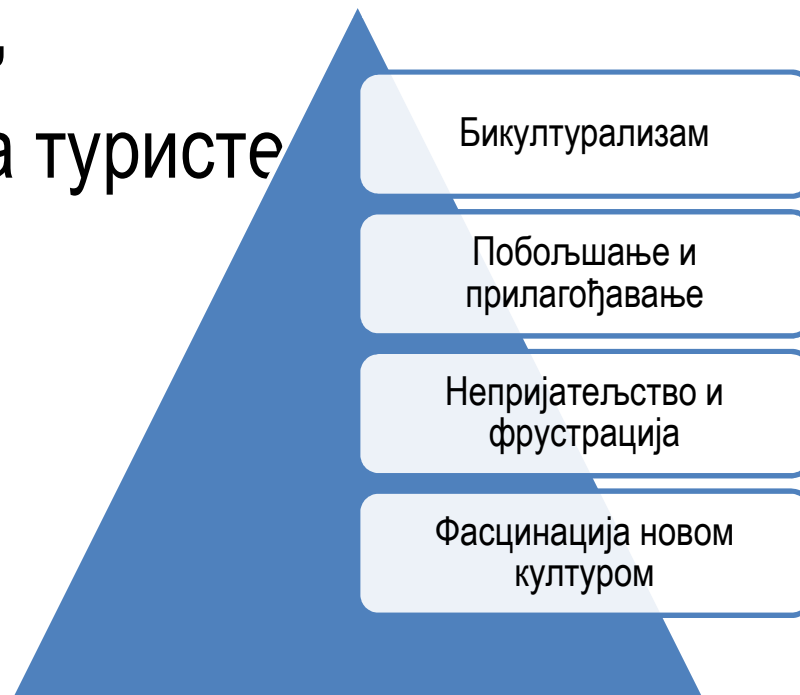 а туристе
Бикултурализам
Побољшање и
прилагођавање
Непријатељство и
фрустрација
Фасцинација новом
културом